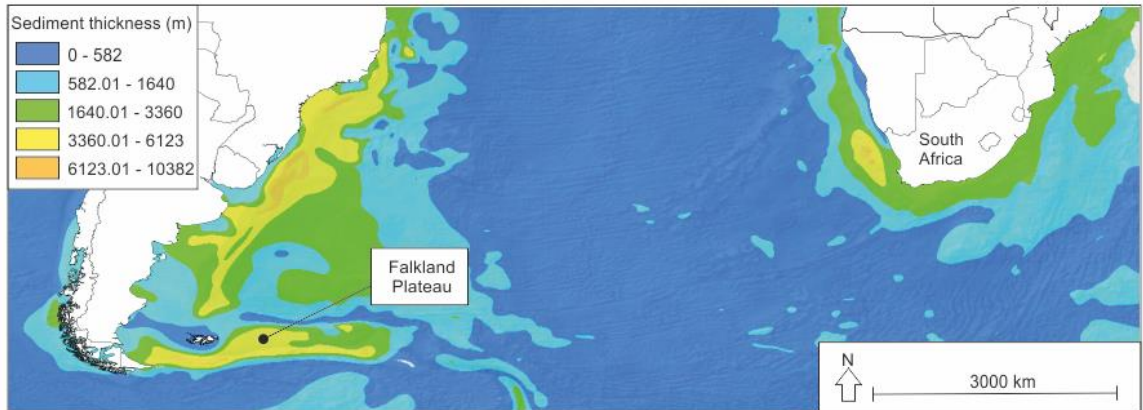 Sediment thickness (m)
0 - 582
582.01 - 1640
1640.01 - 3360
3360.01 - 6123
6123.01 - 10382
South
Africa
Falkland
Plateau
N
3000 km